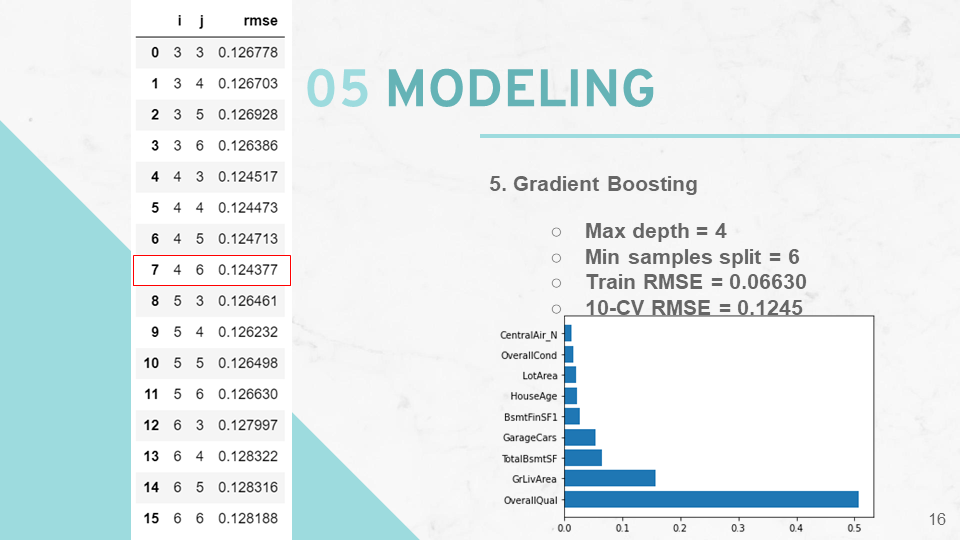 i j rmse
0 3 3 0.126778
1 3 4 0.126703
2 3 5 0.126928
3 3 6 0.126386
4 4 3 0.124517
5 4 4 0.124473
6 4 5 0.124713
7 4 6 0.124377
8 5 3 0.126461
9 5 4 0.126232
10 5 5 0.126498
11 5 6 0.126630
12 6 3 0.127997
13 6 4 0.128322
14 6 5 0.128316
15 6 6 0.128188
05 MODELING
5. Gradient Boosting
○ Max depth = 4
○ Min samples split = 6
○ Train RMSE = 0.06630
○ 10-CV RMSE = 0.1245
CentralAir_N
OverallCond
LotArea
HouseAge
BsmtFinSF1
GarageCars
TotalBsmtSF
GrLivArea
OverallQual
0.0 0.1 0.2 0.3 0.4 0.5
16